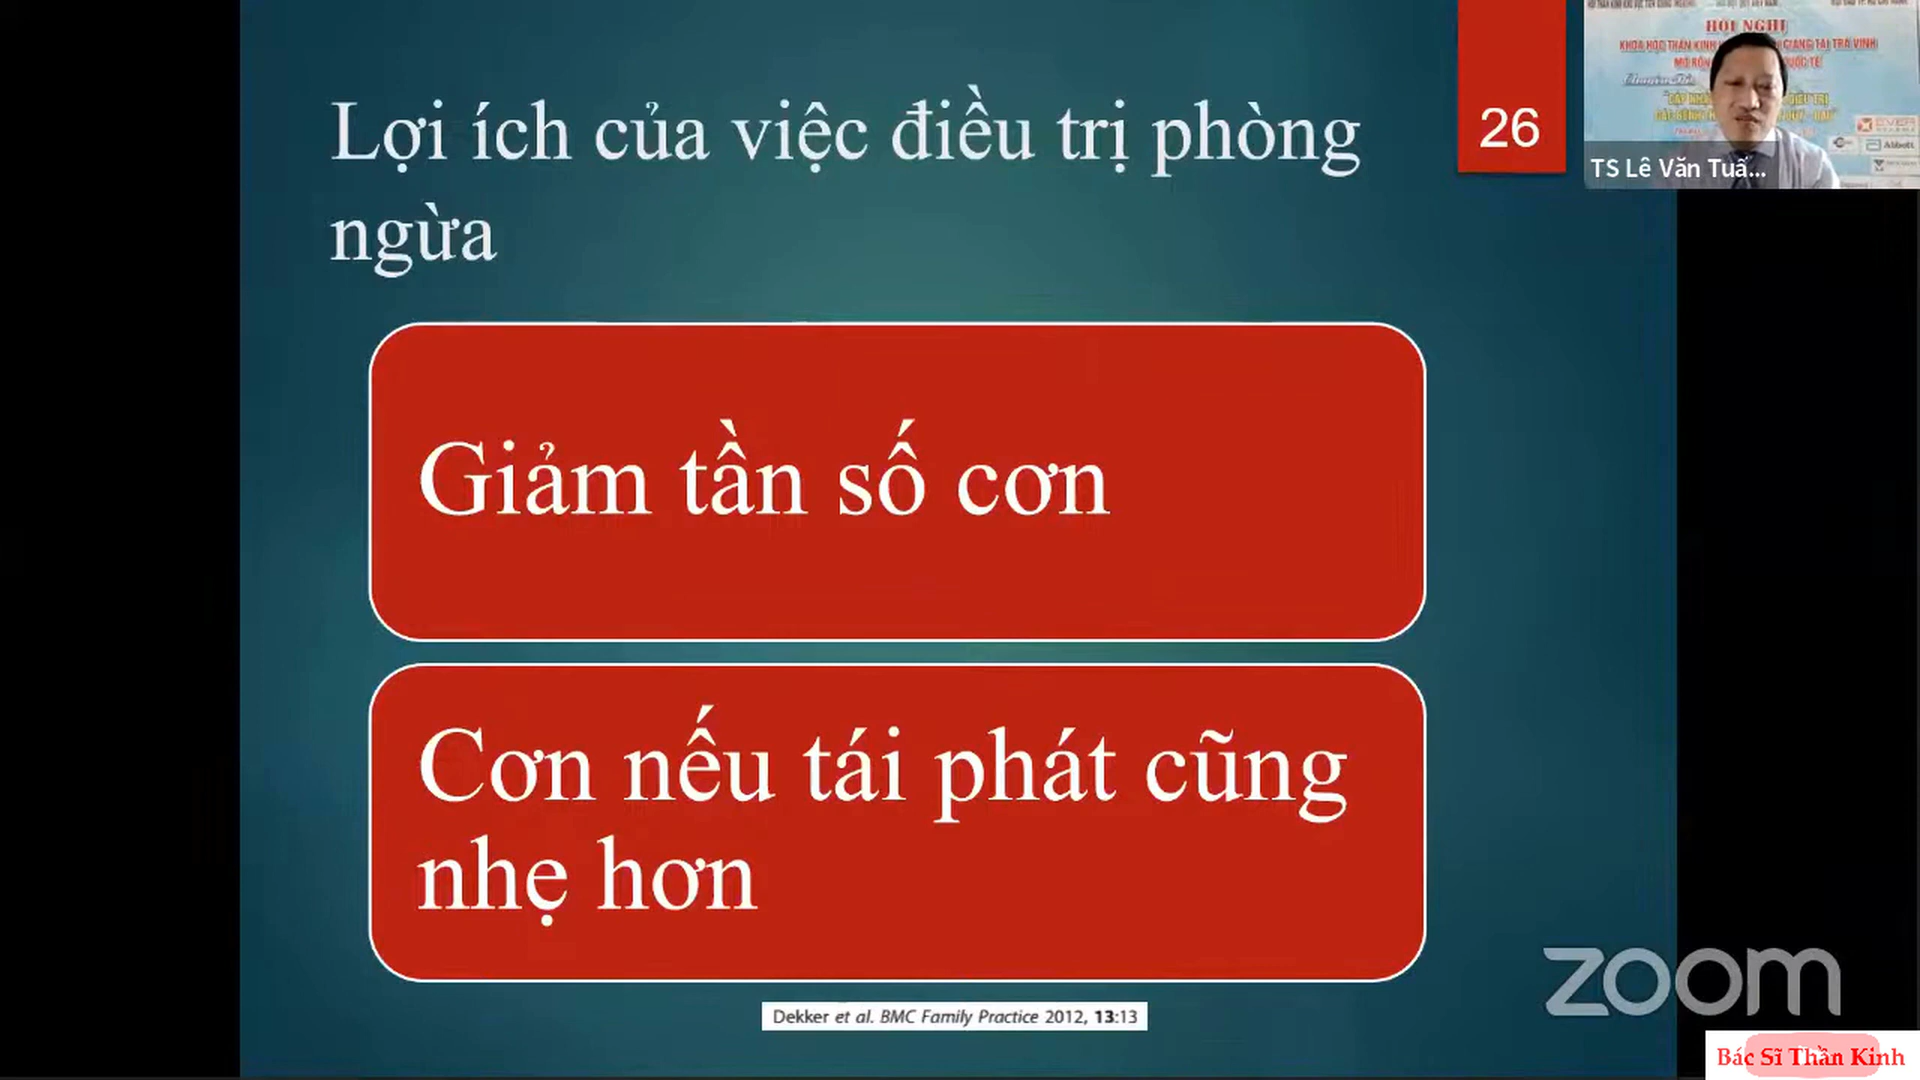 Lợi ích của việc điều trị phòng
ngừa
26
HỘI NGHỊ
TS Lê Văn Tuấ...
Abbott
Giảm tần số cơn
Cơn nếu tái phát cũng
nhẹ hơn
Dekker et al. BMC Family Practice 2012, 13:13
zoom
Bác Sĩ Thần Kinh